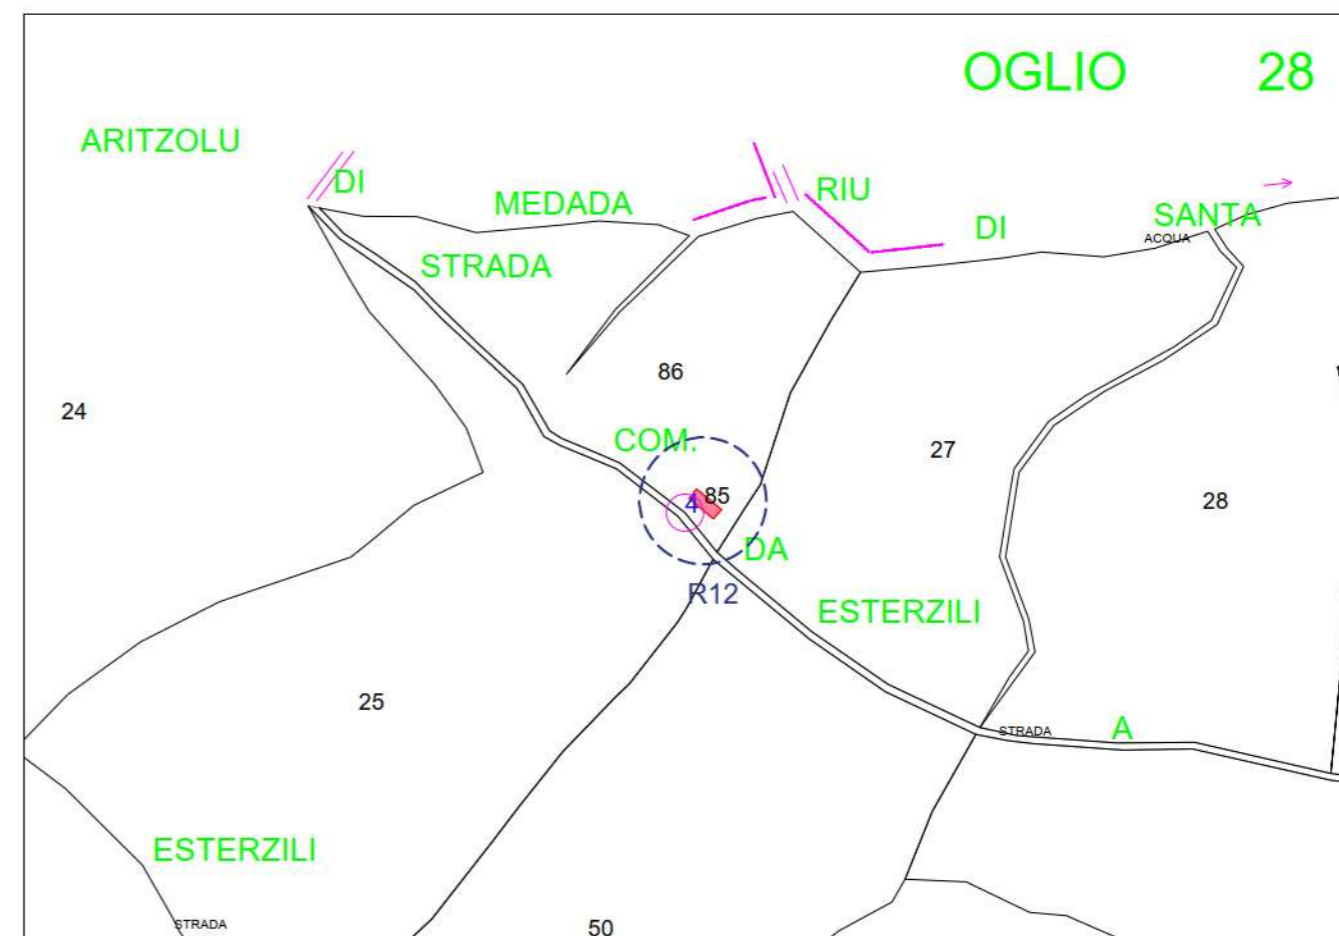 OGLIO 28
ARITZOLU
DI
MEDADA
RIU
DI
SANTA
ACQUA
STRADA
86
24
COM.
27
4
85
28
DA
R12
ESTERZILI
25
STRADA
A
ESTERZILI
STRADA
50